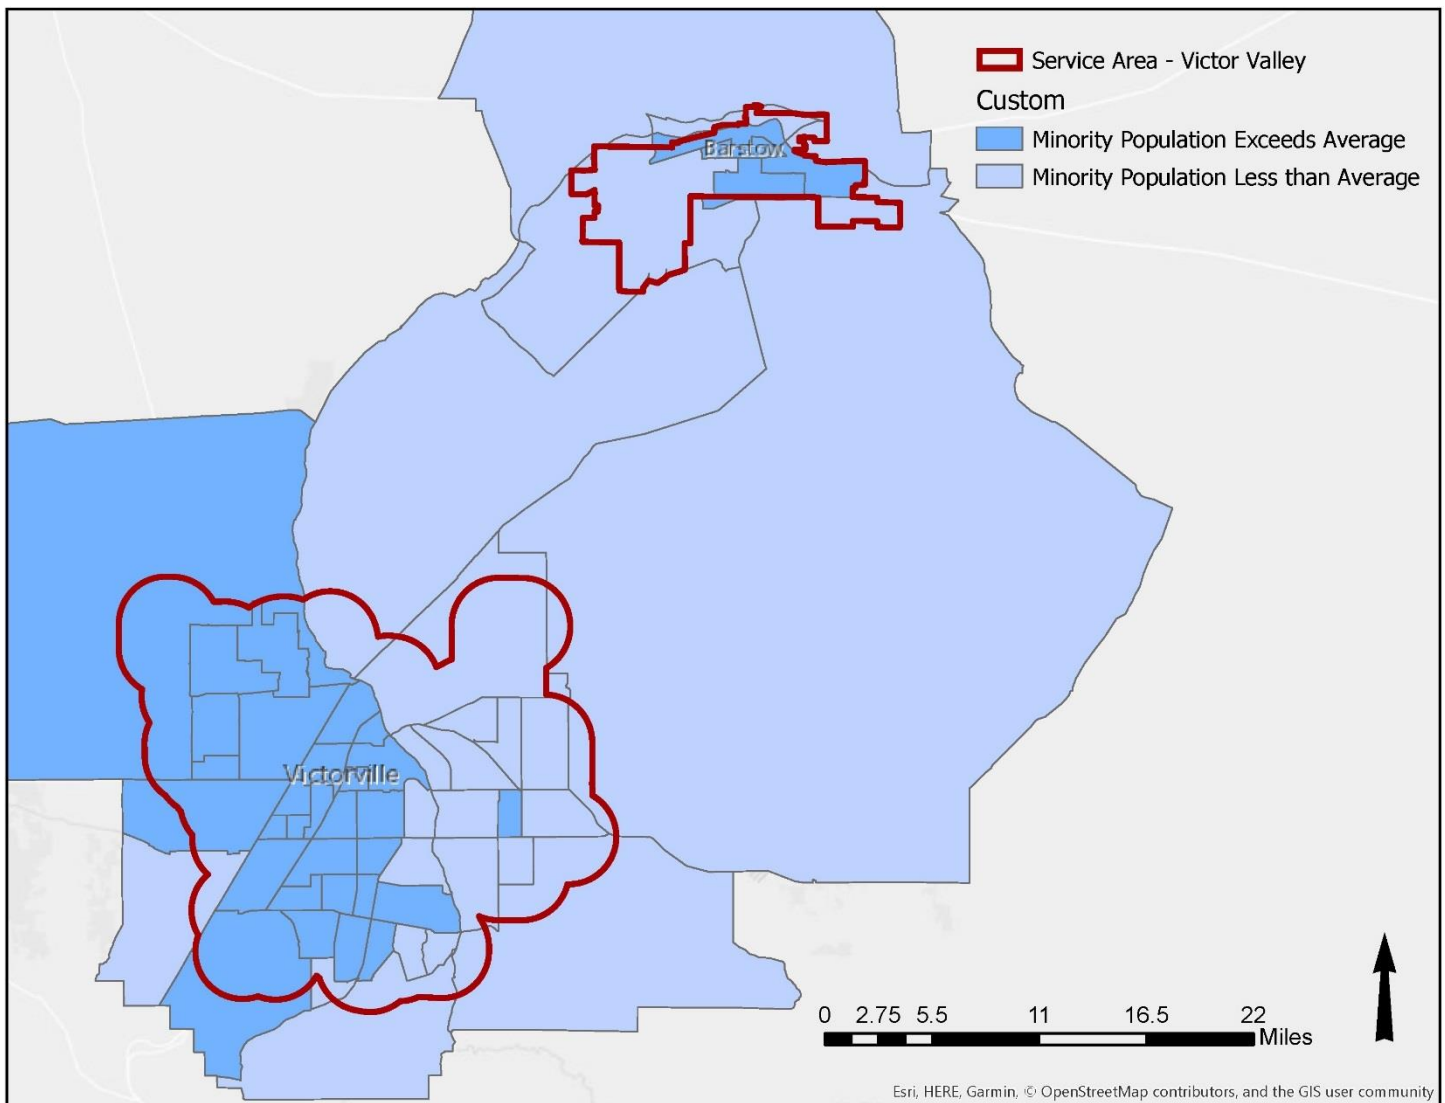 Service Area - Victor Valley
Custom
Minority Population Exceeds Average
Minority Population Less than Average
Barstow
Victorville
0 2.75 5.5 11 16.5 22
Miles
Esri, HERE, Garmin, © OpenStreetMap contributors, and the GIS user community